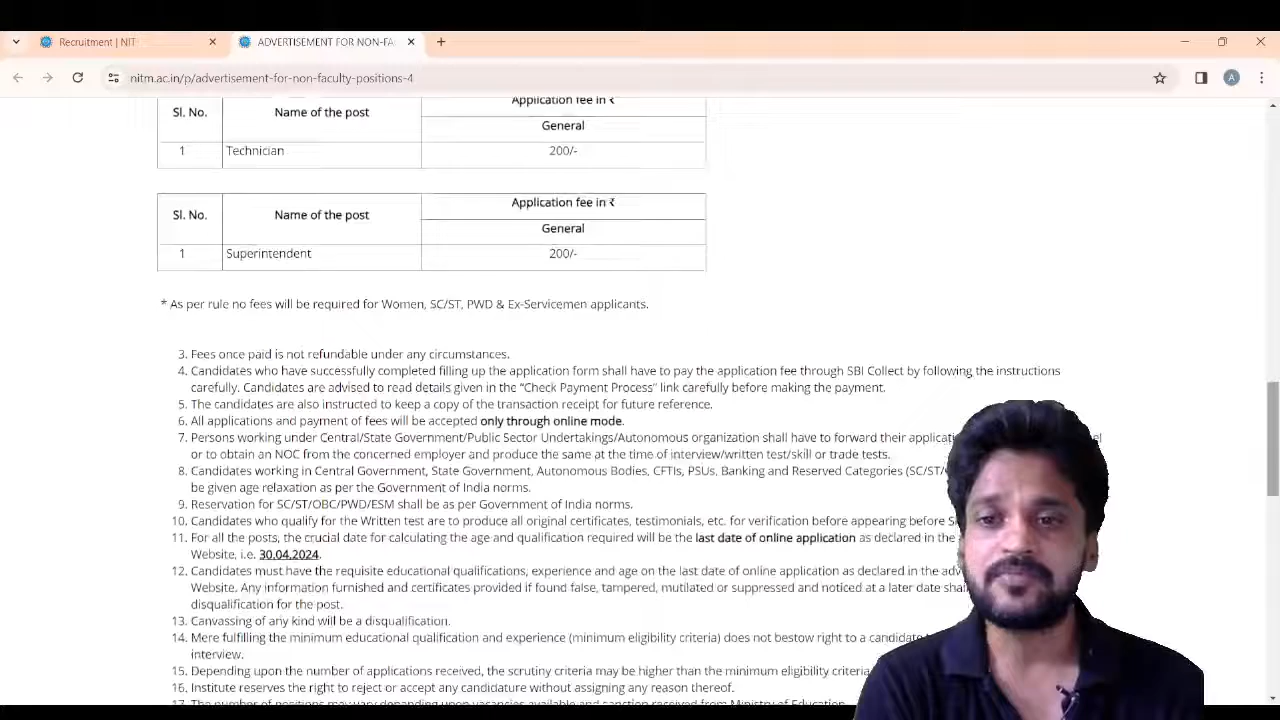 Recruitment | NIT
ADVERTISEMENT FOR NON-FA
nitm.ac.in/p/advertisement-for-non-faculty-positions-4
A
Sl. No.
Name of the post
Application fee in ₹
General
1
Technician
200/-
Sl. No.
Name of the post
Application fee in ₹
General
1
Superintendent
200/-
* As per rule no fees will be required for Women, SC/ST, PWD & Ex-Servicemen applicants.
3. Fees once paid is not refundable under any circumstances.
4. Candidates who have successfully completed filling up the application form shall have to pay the application fee through SBI Collect by following the instructions
carefully. Candidates are advised to read details given in the “Check Payment Process” link carefully before making the payment.
5. The candidates are also instructed to keep a copy of the transaction receipt for future reference.
6. All applications and payment of fees will be accepted only through online mode.
7. Persons working under Central/State Government/Public Sector Undertakings/Autonomous organization shall have to forward their applicati
or to obtain an NOC from the concerned employer and produce the same at the time of interview/written test/skill or trade tests.
8. Candidates working in Central Government, State Government, Autonomous Bodies, CFTIs, PSUs, Banking and Reserved Categories (SC/ST/
be given age relaxation as per the Government of India norms.
9. Reservation for SC/ST/OBC/PWD/ESM shall be as per Government of India norms.
10. Candidates who qualify for the Written test are to produce all original certificates, testimonials, etc. for verification before appearing before
11. For all the posts, the crucial date for calculating the age and qualification required will be the last date of online application as declared in the
Website, i.e. 30.04.2024.
12. Candidates must have the requisite educational qualifications, experience and age on the last date of online application as declared in the adv
Website. Any information furnished and certificates provided if found false, tampered, mutilated or suppressed and noticed at a later date shal
disqualification for the post.
13. Canvassing of any kind will be a disqualification.
14. Mere fulfilling the minimum educational qualification and experience (minimum eligibility criteria) does not bestow right to a candidate
interview.
15. Depending upon the number of applications received, the scrutiny criteria may be higher than the minimum eligibility criteria
16. Institute reserves the right to reject or accept any candidature without assigning any reason thereof.
17. The number of positions may vary depending upon vacancies available and sanction received from Ministry of Education.